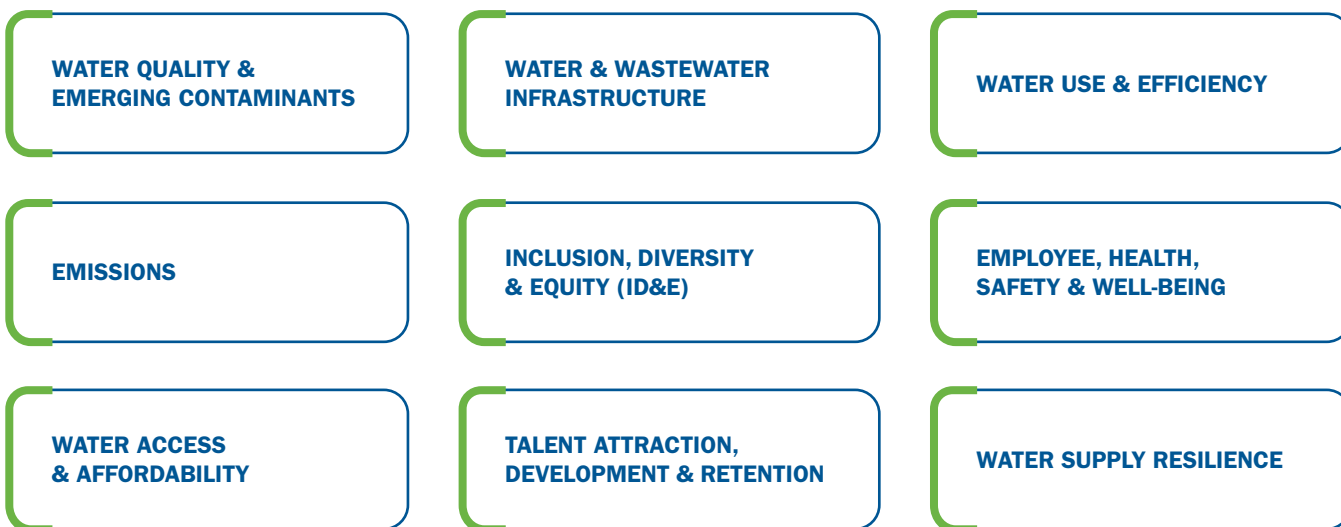 WATER QUALITY &
EMERGING CONTAMINANTS
WATER & WASTEWATER
INFRASTRUCTURE
WATER USE & EFFICIENCY
EMISSIONS
INCLUSION, DIVERSITY
& EQUITY (ID&E)
EMPLOYEE, HEALTH,
SAFETY & WELL-BEING
WATER ACCESS
& AFFORDABILITY
TALENT ATTRACTION,
DEVELOPMENT & RETENTION
WATER SUPPLY RESILIENCE